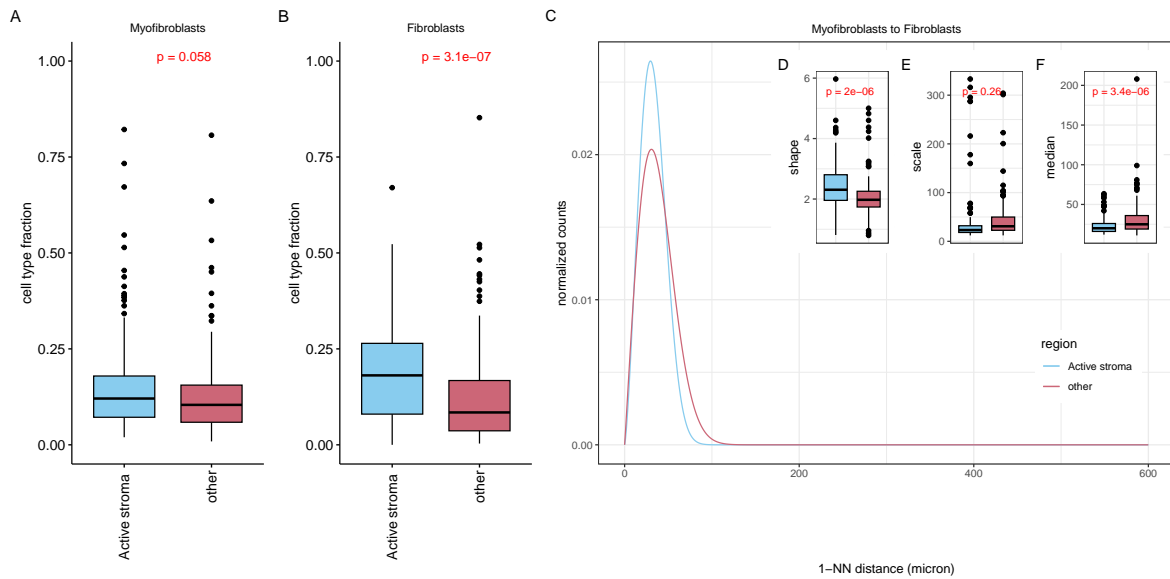 A
Myofibroblasts
p = 0.058
cell type fraction
1.00
0.75
0.50
0.25
0.00
Active stroma
other
B
Fibroblasts
p = 3.1e−07
cell type fraction
1.00
0.75
0.50
0.25
0.00
Active stroma
other
C
Myofibroblasts to Fibroblasts
normalized counts
0.02
0.01
0.00
0
200
400
600
1−NN distance (micron)
region
Active stroma
other
D
p = 2e−06
shape
6
4
2
E
p = 0.26
scale
300
200
100
0
F
p = 3.4e−06
median
200
150
100
50